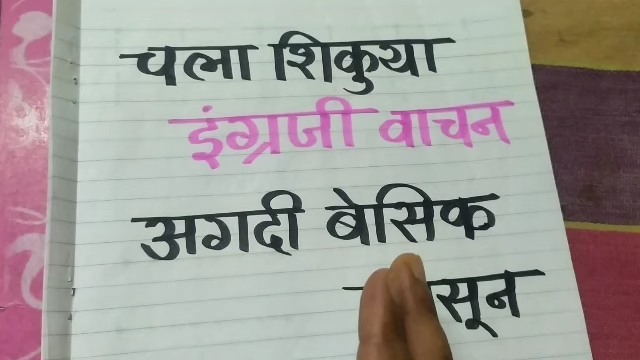 चला शिकुया
इंग्रजी वाचन
अगदी बेसिक
सून